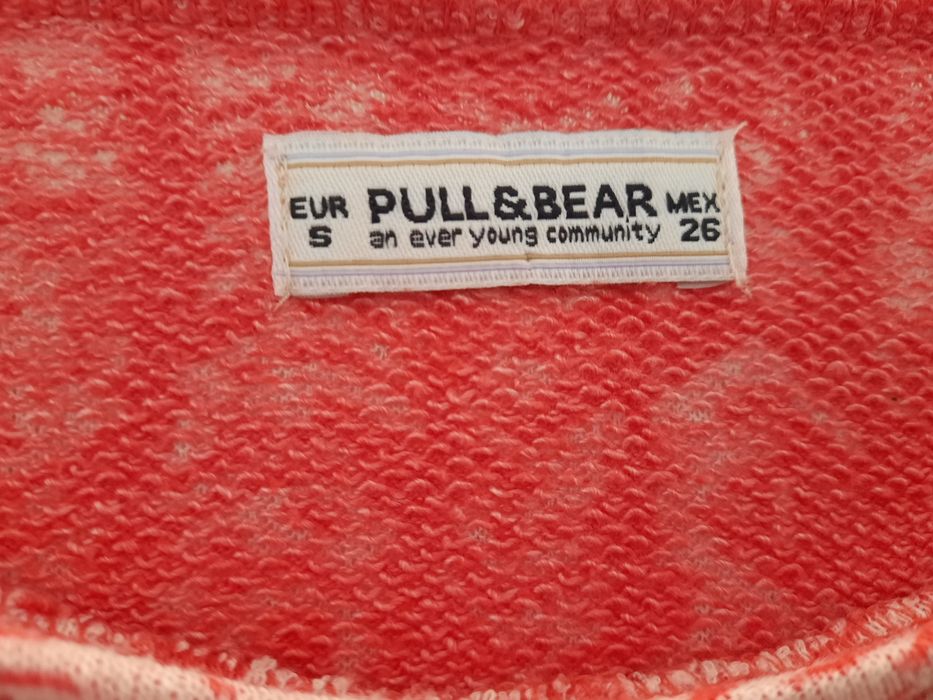 EUR PULL&BEAR MEX
S an ever young community 26